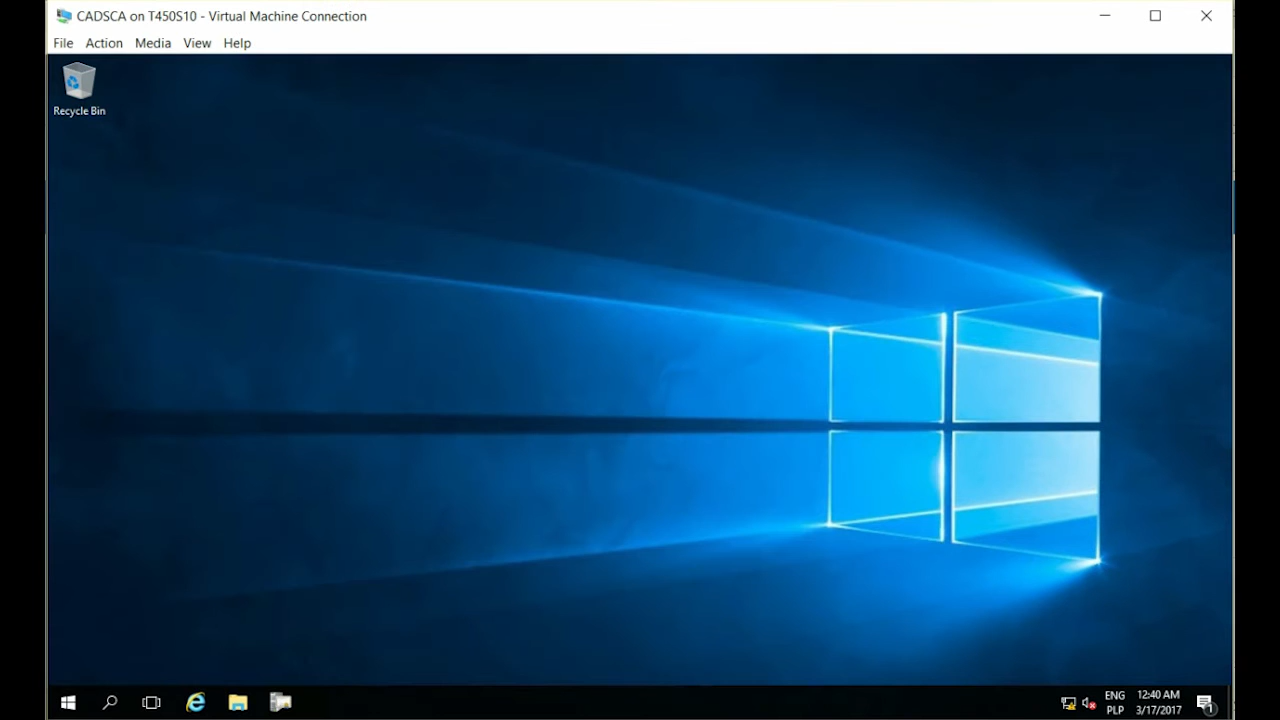 CADSCA on T450S10 - Virtual Machine Connection
File Action Media View Help
Recycle Bin
ENG 12:40 AM
PLP 3/17/2017
1